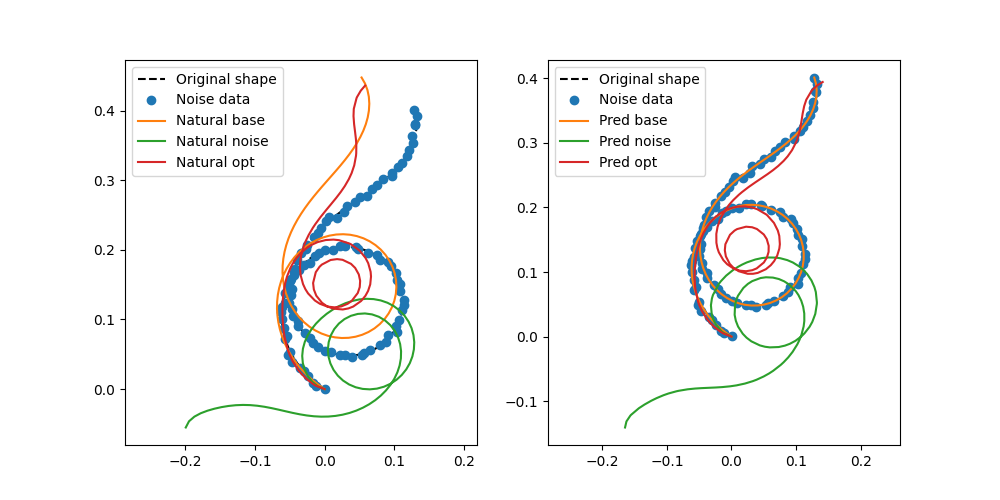 Original shape
Noise data
Natural base
Natural noise
Natural opt
0.4
0.3
0.2
0.1
0.0
−0.2
−0.1
0.0
0.1
0.2
Original shape
Noise data
Pred base
Pred noise
Pred opt
0.4
0.3
0.2
0.1
0.0
−0.1
−0.2
−0.1
0.0
0.1
0.2